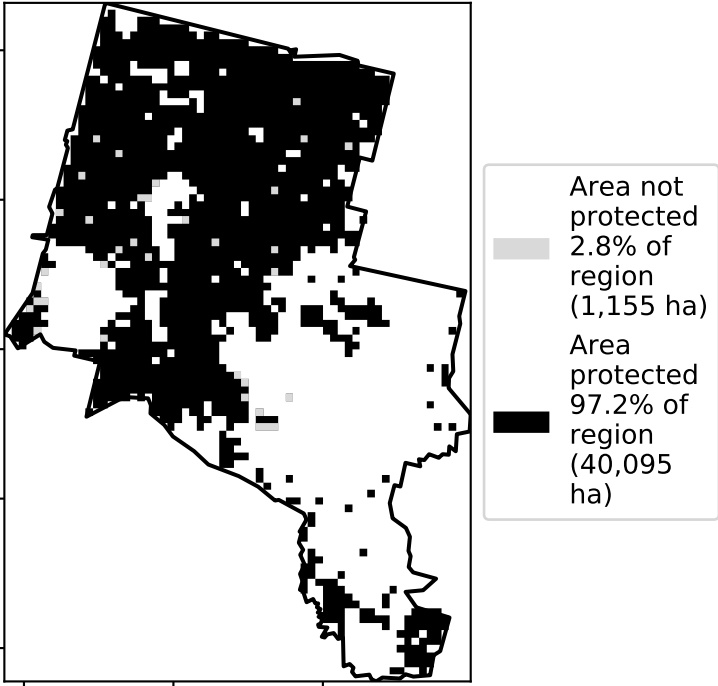 Area not
protected
2.8% of
region
(1,155 ha)
Area
protected
97.2% of
region
(40,095
ha)